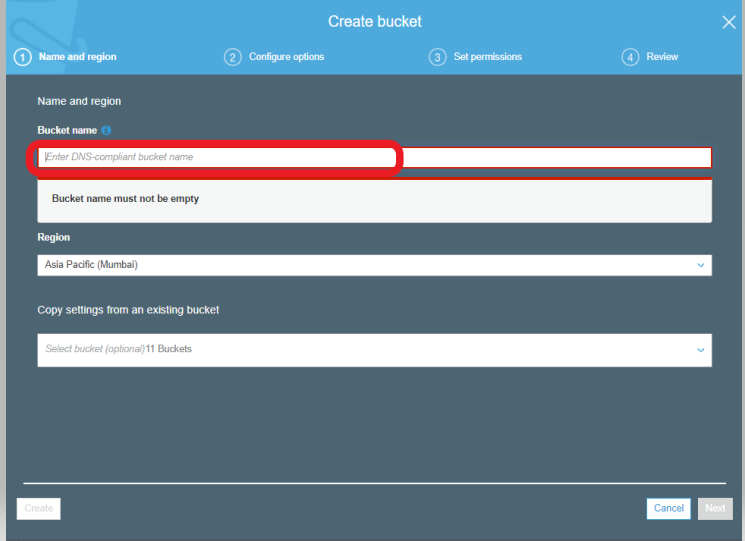 Create bucket
1 Name and region
2 Configure options
3 Set permissions
4 Review
Name and region
Bucket name
Enter DNS-compliant bucket name
Bucket name must not be empty
Region
Asia Pacific (Mumbai)
Copy settings from an existing bucket
Select bucket (optional)11 Buckets
Create
Cancel
Next